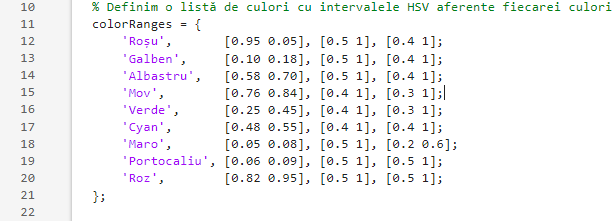 10 % Definim o listă de culori cu intervalele HSV aferente fiecarei culori
11 colorRanges = {
12 'Roșu', [0.95 0.05], [0.5 1], [0.4 1];
13 'Galben', [0.10 0.18], [0.5 1], [0.4 1];
14 'Albastru', [0.58 0.70], [0.5 1], [0.4 1];
15 'Mov', [0.76 0.84], [0.4 1], [0.3 1];
16 'Verde', [0.25 0.45], [0.4 1], [0.3 1];
17 'Cyan', [0.48 0.55], [0.4 1], [0.4 1];
18 'Maro', [0.05 0.08], [0.5 1], [0.2 0.6];
19 'Portocaliu', [0.06 0.09], [0.5 1], [0.5 1];
20 'Roz', [0.82 0.95], [0.5 1], [0.5 1];
21 };
22